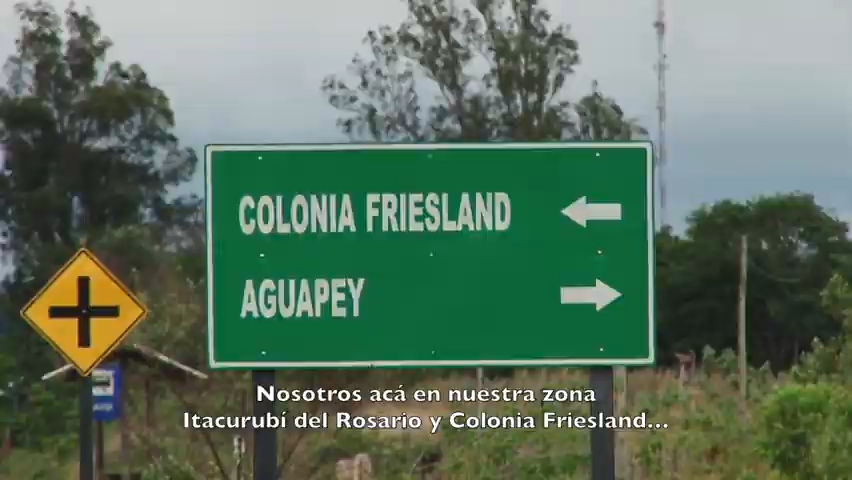 COLONIA FRIESLAND
AGUAPEY
Nosotros acá en nuestra zona
Itacurubí del Rosario y Colonia Friesland...